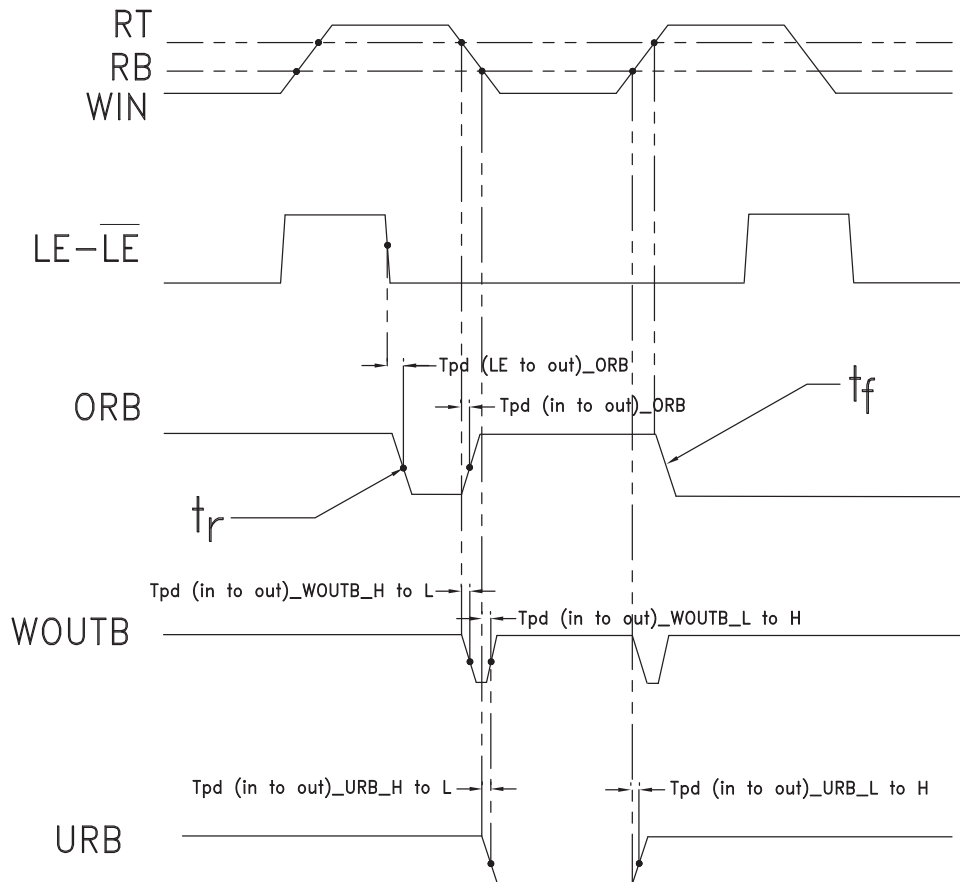 RT
RB
WIN
LE–L̅E̅
Tpd (LE to out)_ORB
ORB
Tpd (in to out)_ORB
tf
tr
Tpd (in to out)_WOUTB_H to L
WOUTB
Tpd (in to out)_WOUTB_L to H
Tpd (in to out)_URB_H to L
Tpd (in to out)_URB_L to H
URB